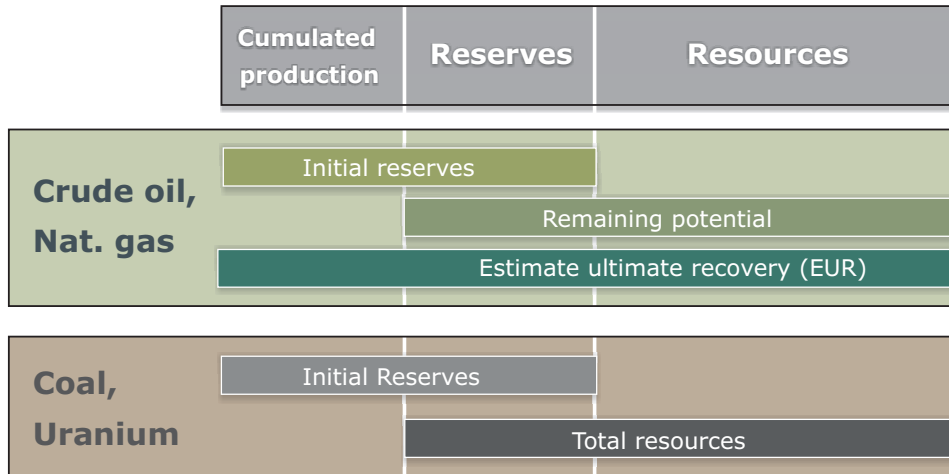 Cumulated
production
Reserves
Resources
Crude oil,
Nat. gas
Initial reserves
Remaining potential
Estimate ultimate recovery (EUR)
Coal,
Uranium
Initial Reserves
Total resources